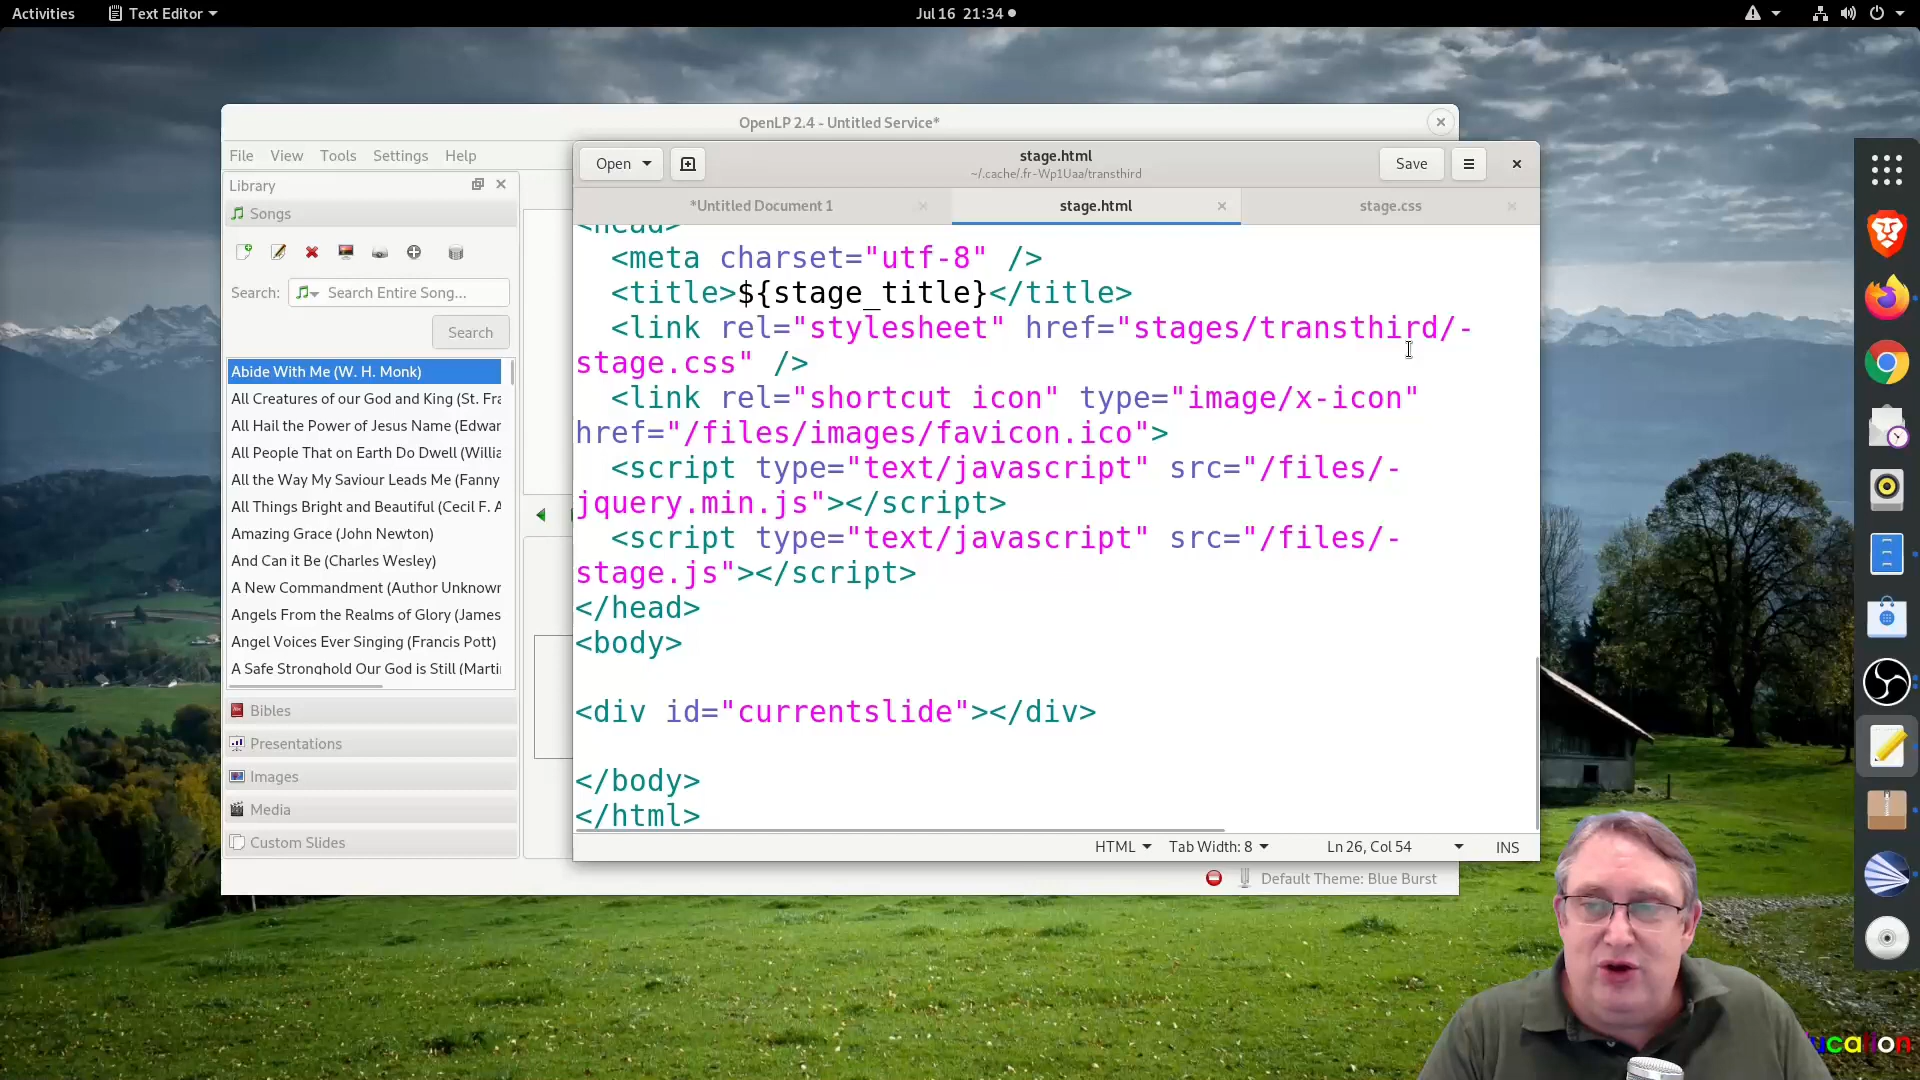 Activities
Text Editor
Jul 16 21:34
OpenLP 2.4 - Untitled Service*
File View Tools Settings Help
Library
Songs
Search: Search Entire Song...
Search
Abide With Me (W. H. Monk)
All Creatures of our God and King (St. Fra
All Hail the Power of Jesus Name (Edwar
All People That on Earth Do Dwell (Willia
All the Way My Saviour Leads Me (Fanny
All Things Bright and Beautiful (Cecil F. A
Amazing Grace (John Newton)
And Can it Be (Charles Wesley)
A New Commandment (Author Unknown
Angels From the Realms of Glory (James
Angel Voices Ever Singing (Francis Pott)
A Safe Stronghold Our God is Still (Marti
Bibles
Presentations
Images
Media
Custom Slides
Open
stage.html
~/.cache/.fr-Wp1Uaa/transthird
Save
*Untitled Document 1
stage.html
stage.css
<head>
<meta charset="utf-8" />
<title>${stage_title}</title>
<link rel="stylesheet" href="stages/transthird/-
stage.css" />
<link rel="shortcut icon" type="image/x-icon"
href="/files/images/favicon.ico">
<script type="text/javascript" src="/files/-
jquery.min.js"></script>
<script type="text/javascript" src="/files/-
stage.js"></script>
</head>
<body>
<div id="currentslide"></div>
</body>
</html>
HTML Tab Width: 8 Ln 26, Col 54 INS
Default Theme: Blue Burst
ucation